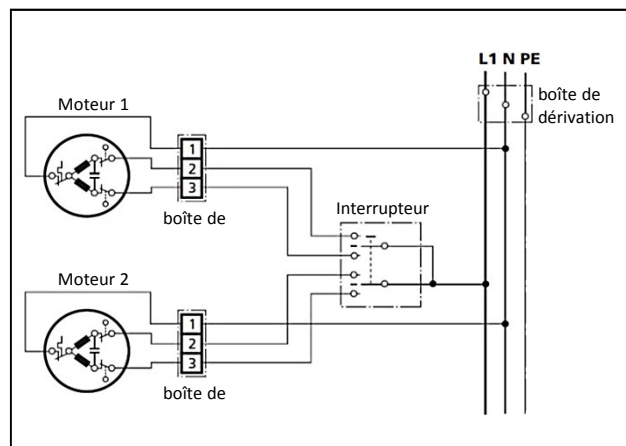 L1 N PE
boîte de
dérivation
Moteur 1
1
2
3
boîte de
Interrupteur
Moteur 2
1
2
3
boîte de